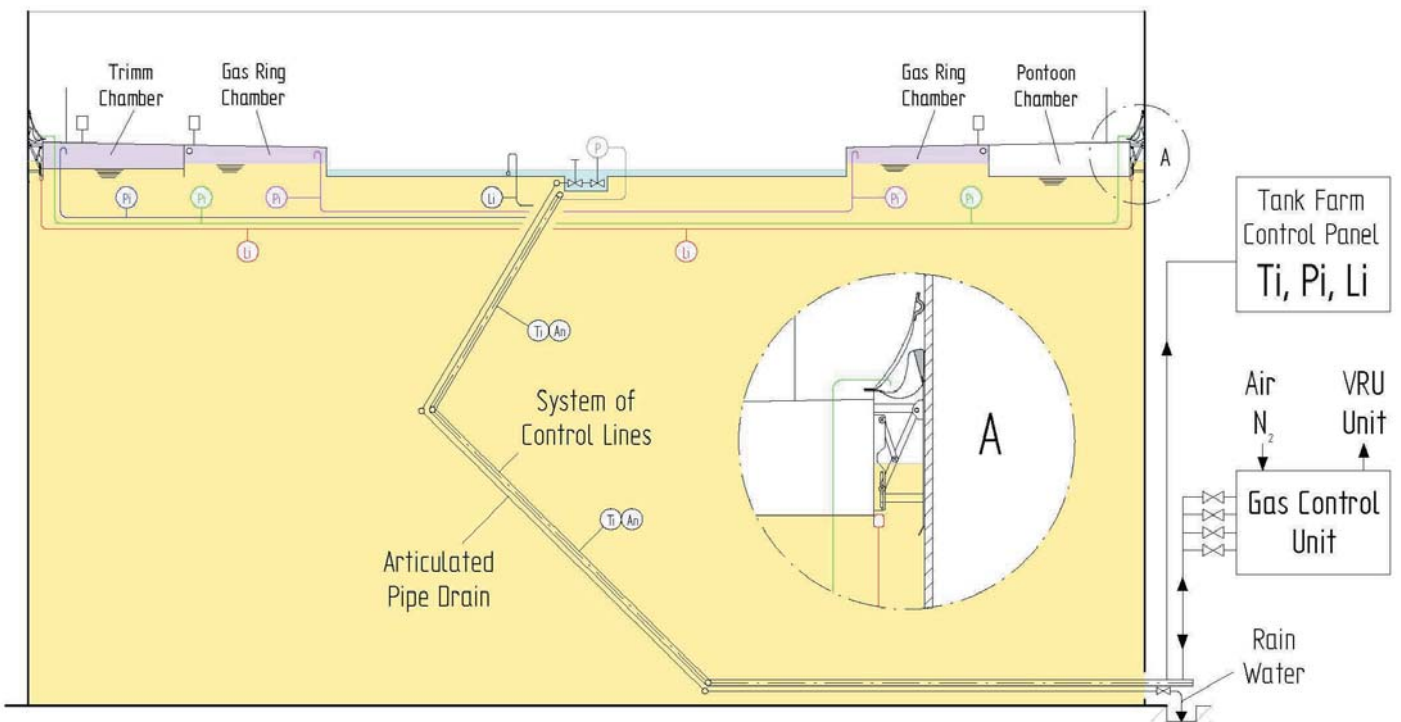 Trimm
Chamber
Gas Ring
Chamber
Gas Ring
Chamber
Pontoon
Chamber
P
A
Pi
Pi
Pi
Li
Pi
Pi
Li
Li
Tank Farm
Control Panel
Ti, Pi, Li
Ti An
System of
Control Lines
A
Air
N₂
VRU
Unit
Gas Control
Unit
Ti An
Articulated
Pipe Drain
Rain
Water